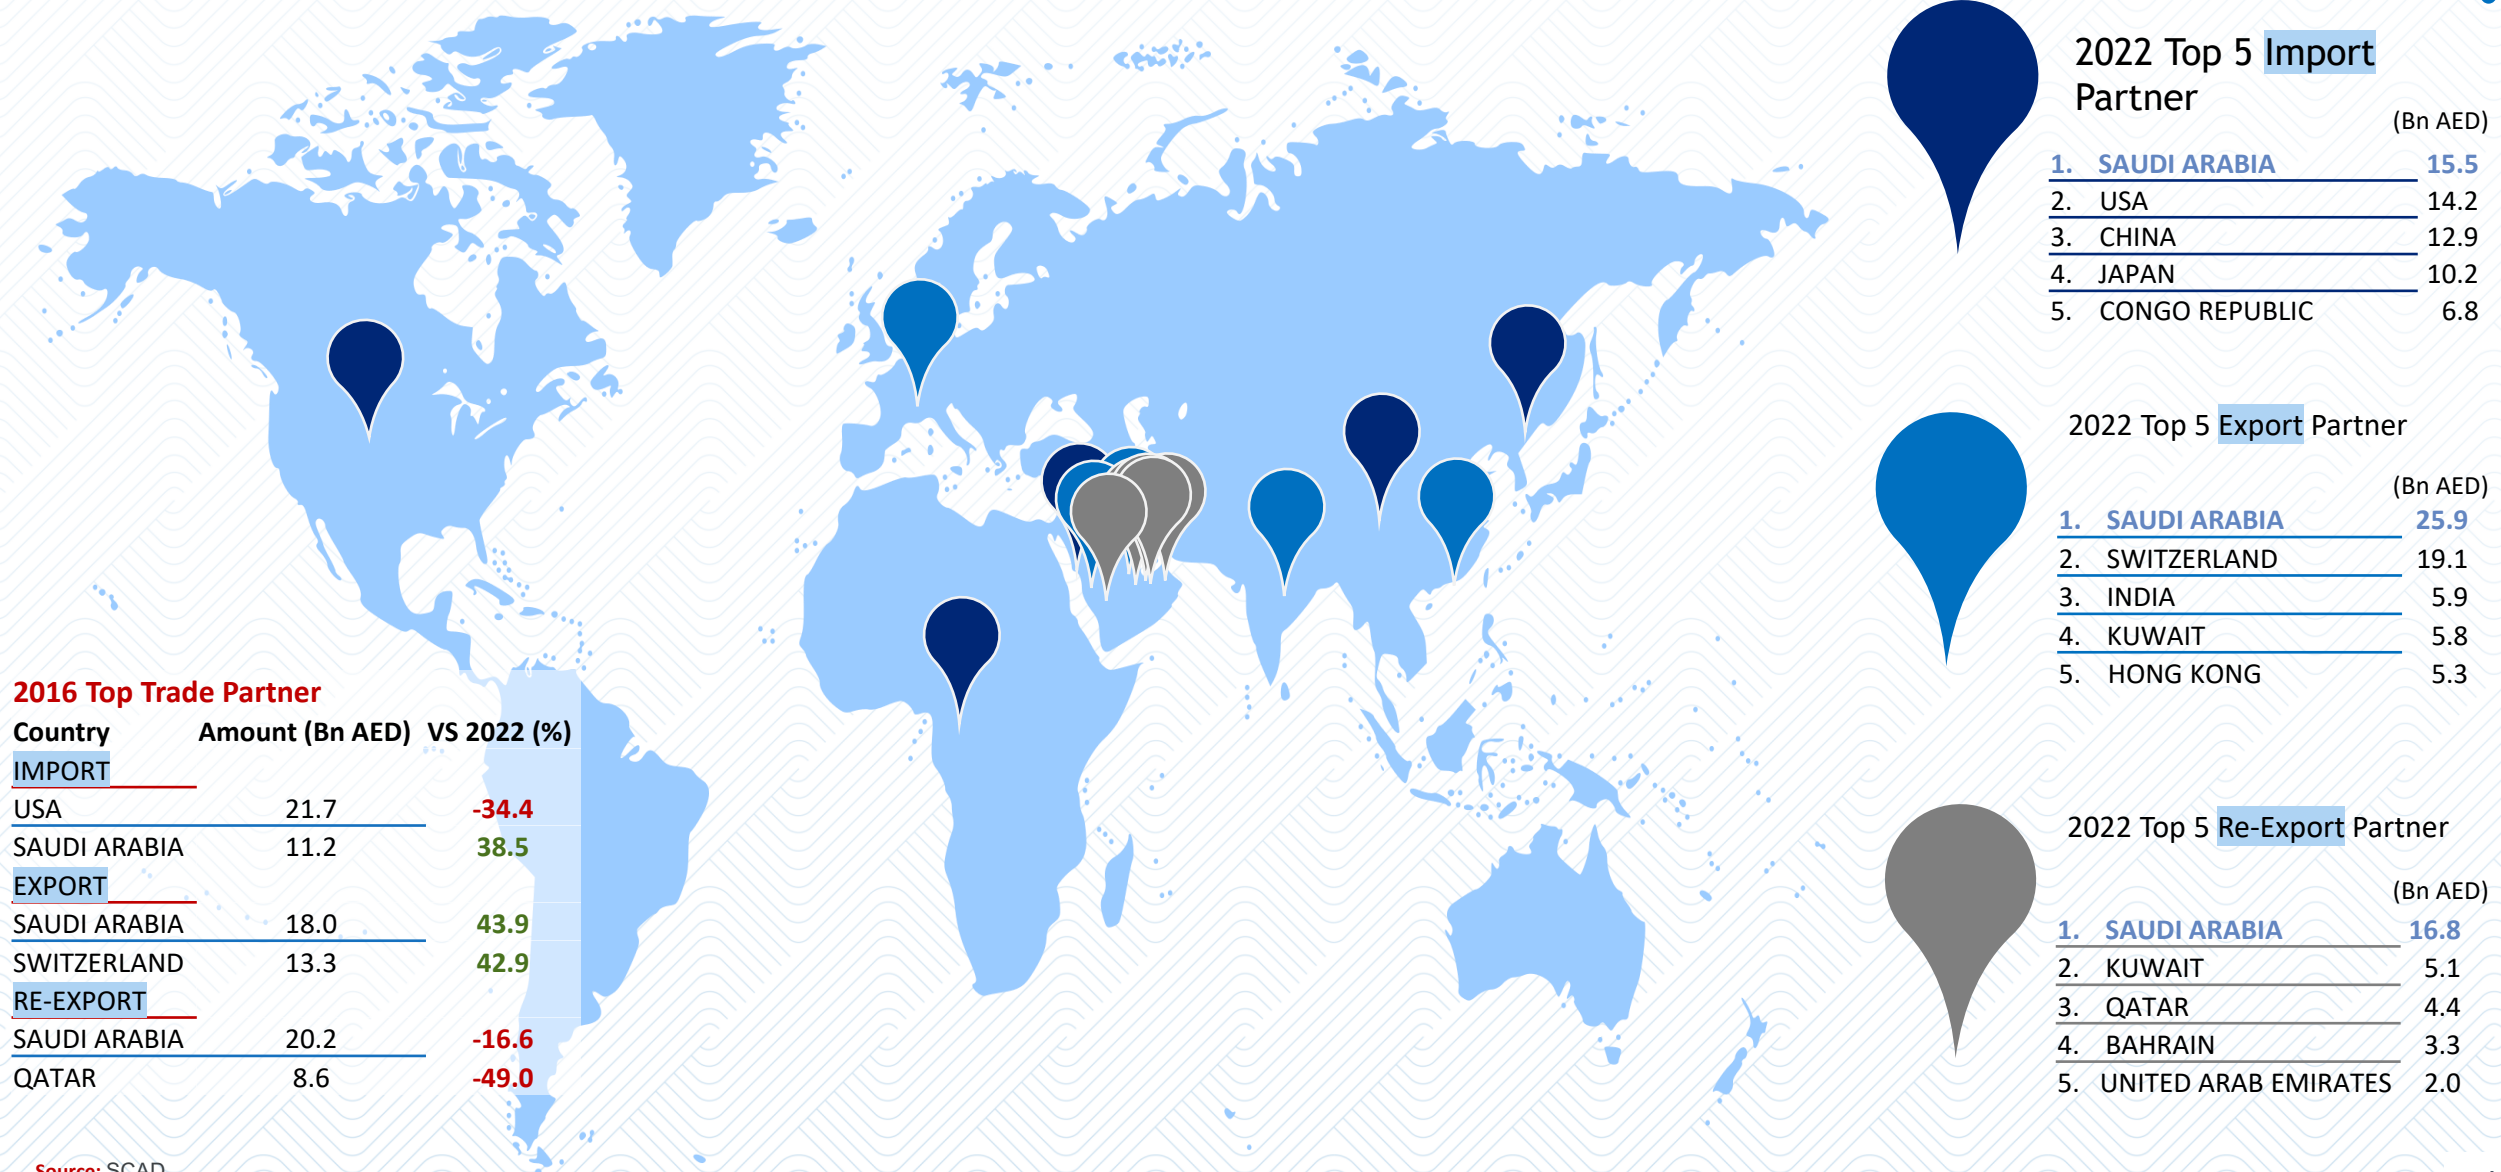 2022 Top 5 Import
Partner
(Bn AED)
1. SAUDI ARABIA 15.5
2. USA 14.2
3. CHINA 12.9
4. JAPAN 10.2
5. CONGO REPUBLIC 6.8
2022 Top 5 Export Partner
(Bn AED)
1. SAUDI ARABIA 25.9
2. SWITZERLAND 19.1
3. INDIA 5.9
4. KUWAIT 5.8
5. HONG KONG 5.3
2022 Top 5 Re-Export Partner
(Bn AED)
1. SAUDI ARABIA 16.8
2. KUWAIT 5.1
3. QATAR 4.4
4. BAHRAIN 3.3
5. UNITED ARAB EMIRATES 2.0
2016 Top Trade Partner
Country Amount (Bn AED) VS 2022 (%)
IMPORT
USA 21.7 -34.4
SAUDI ARABIA 11.2 38.5
EXPORT
SAUDI ARABIA 18.0 43.9
SWITZERLAND 13.3 42.9
RE-EXPORT
SAUDI ARABIA 20.2 -16.6
QATAR 8.6 -49.0
Source: SCAD